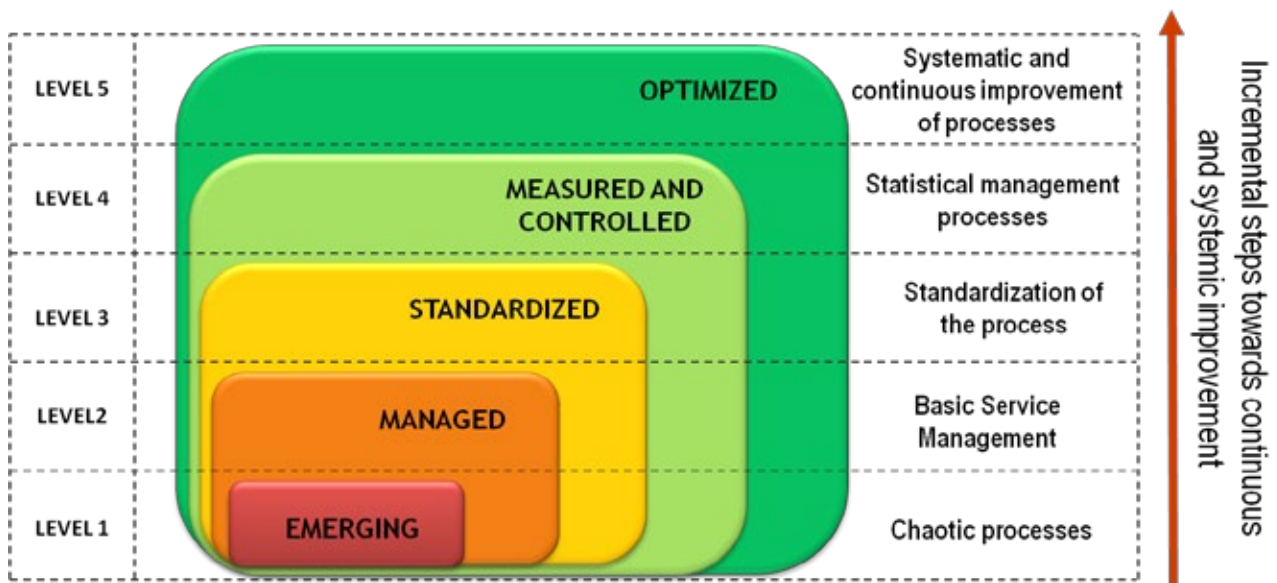 LEVEL 5
OPTIMIZED
Systematic and
continuous improvement
of processes
LEVEL 4
MEASURED AND
CONTROLLED
Statistical management
processes
LEVEL 3
STANDARDIZED
Standardization of
the process
LEVEL2
MANAGED
Basic Service
Management
LEVEL 1
EMERGING
Chaotic processes
Incremental steps towards continuous
and systemic improvement